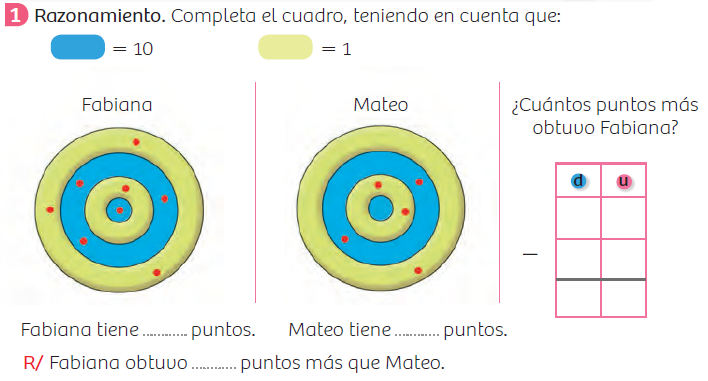 1 Razonamiento. Completa el cuadro, teniendo en cuenta que:
= 10 = 1
Fabiana
Mateo
¿Cuántos puntos más
obtuvo Fabiana?
d u
−
Fabiana tiene ............ puntos.
Mateo tiene ............ puntos.
R/ Fabiana obtuvo ............ puntos más que Mateo.